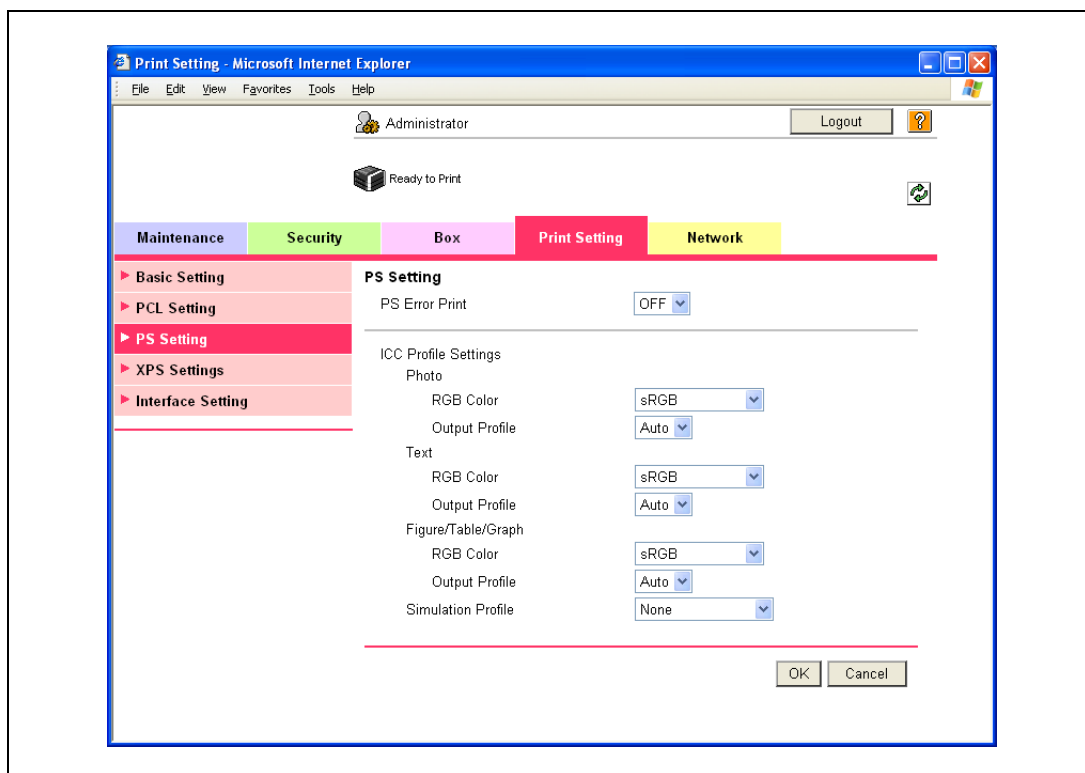 Print Setting - Microsoft Internet Explorer
File Edit View Favorites Tools Help
Administrator Logout ?
Ready to Print
Maintenance Security Box Print Setting Network
Basic Setting
PCL Setting
PS Setting
XPS Settings
Interface Setting
PS Setting
PS Error Print OFF
ICC Profile Settings
Photo
RGB Color sRGB
Output Profile Auto
Text
RGB Color sRGB
Output Profile Auto
Figure/Table/Graph
RGB Color sRGB
Output Profile Auto
Simulation Profile None
OK Cancel